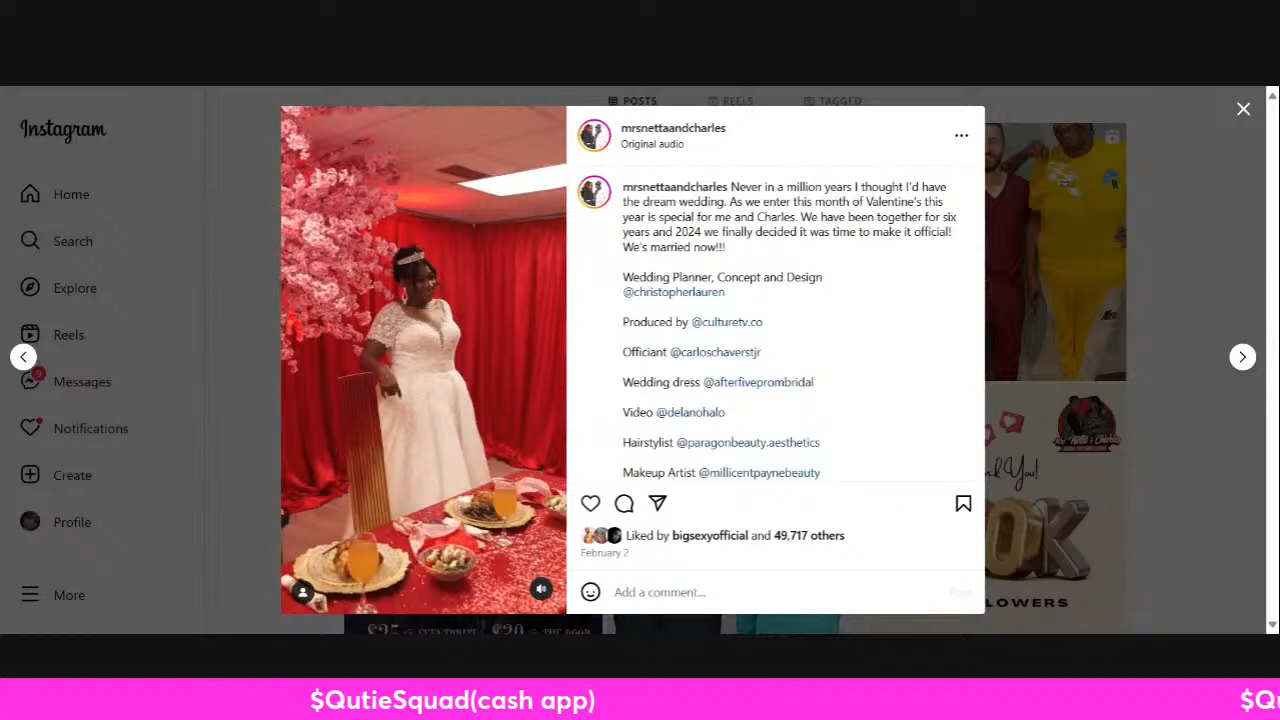 POSTS
REELS
TAGGED
Instagram
Home
Search
Explore
Reels
Messages
Notifications
Create
Profile
More
mrsnettaandcharles
Original audio
mrsnettaandcharles Never in a million years I thought I'd have
the dream wedding. As we enter this month of Valentine's this
year is special for me and Charles. We have been together for six
years and 2024 we finally decided it was time to make it official!
We's married now!!!
Wedding Planner, Concept and Design
@christopherlauren
Produced by @culturetv.co
Officiant @carloschaverstjr
Wedding dress @afterfiveprombridal
Video @delanohalo
Hairstylist @paragonbeauty.aesthetics
Makeup Artist @millicentpaynebeauty
Liked by bigsexyofficial and 49,717 others
February 2
Add a comment...
Post
You!
0K
LOWERS
$QutieSquad(cash app)
$Qu